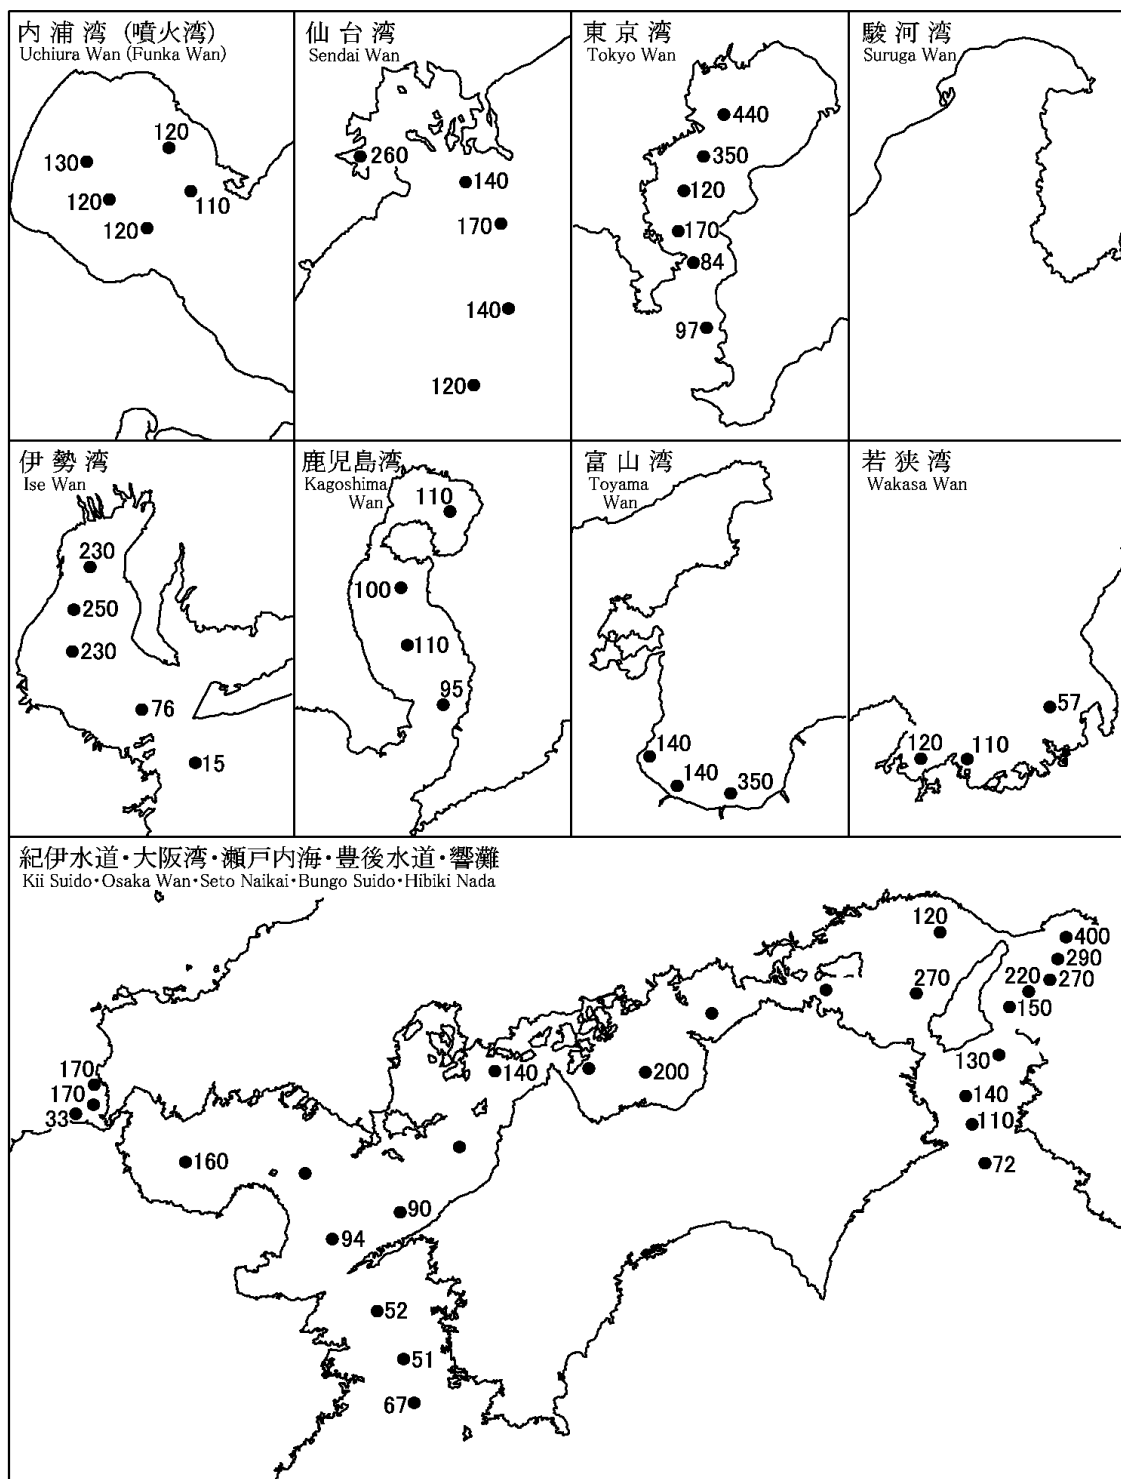 内浦湾 (噴火湾)
Uchiura Wan (Funka Wan)
120
130
120
110
120
仙台湾
Sendai Wan
260
140
170
140
120
東京湾
Tokyo Wan
440
350
120
170
84
97
駿河湾
Suruga Wan
伊勢湾
Ise Wan
230
250
230
76
15
鹿児島湾
Kagoshima
Wan
110
100
110
95
富山湾
Toyama
Wan
140
140
350
若狭湾
Wakasa Wan
57
120
110
紀伊水道・大阪湾・瀬戸内海・豊後水道・響灘
Kii Suido・Osaka Wan・Seto Naikai・Bungo Suido・Hibiki Nada
120
400
290
270
220
270
150
130
170
140
200
170
140
33
110
160
72
90
94
52
51
67